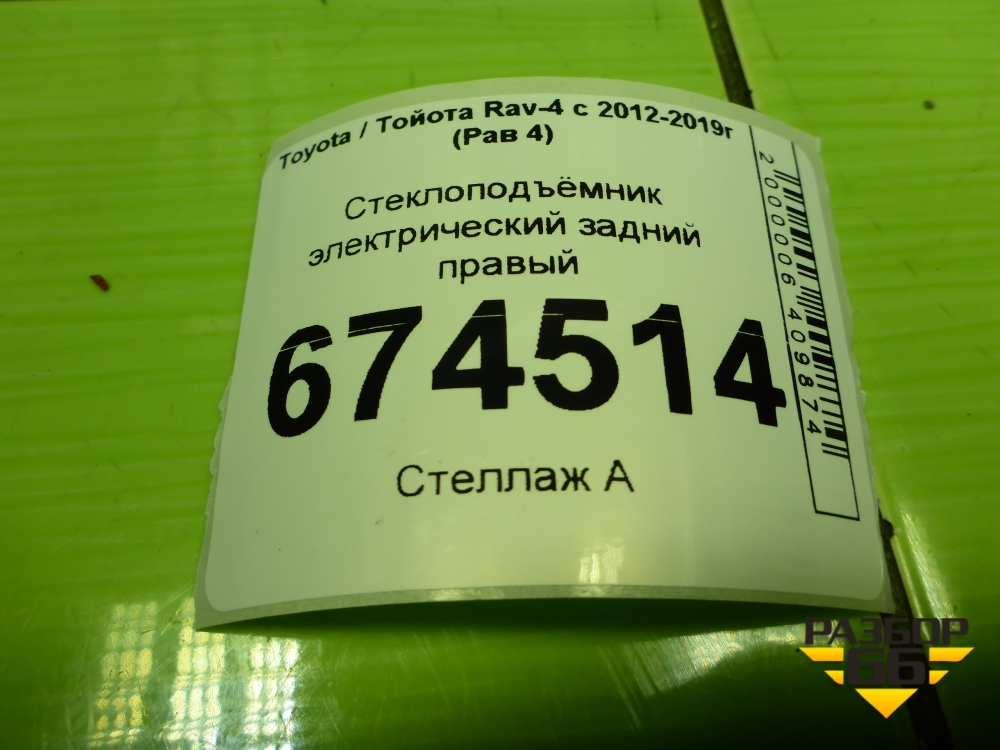 Toyota / Тойота Rav-4 с 2012-2019г
(Рав 4)
Стеклоподъёмник
электрический задний
правый
674514
Стеллаж А
2000006409874
РАЗБОР
66